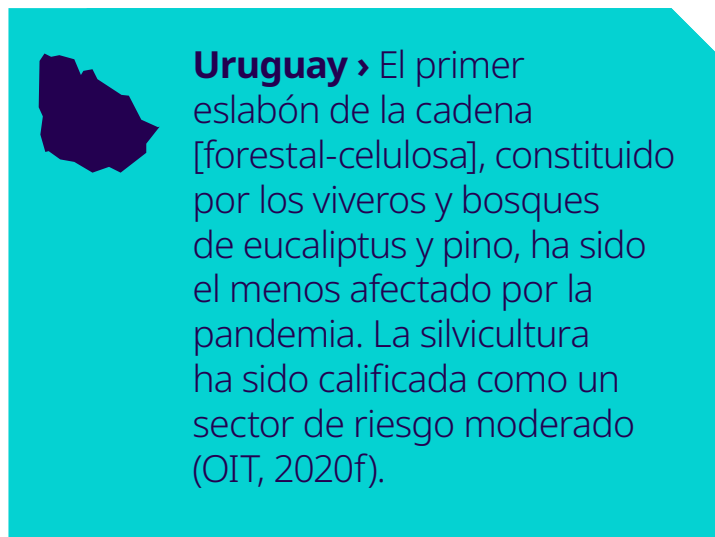 Uruguay › El primer
eslabón de la cadena
[forestal-celulosa], constituido
por los viveros y bosques
de eucaliptus y pino, ha sido
el menos afectado por la
pandemia. La silvicultura
ha sido calificada como un
sector de riesgo moderado
(OIT, 2020f).